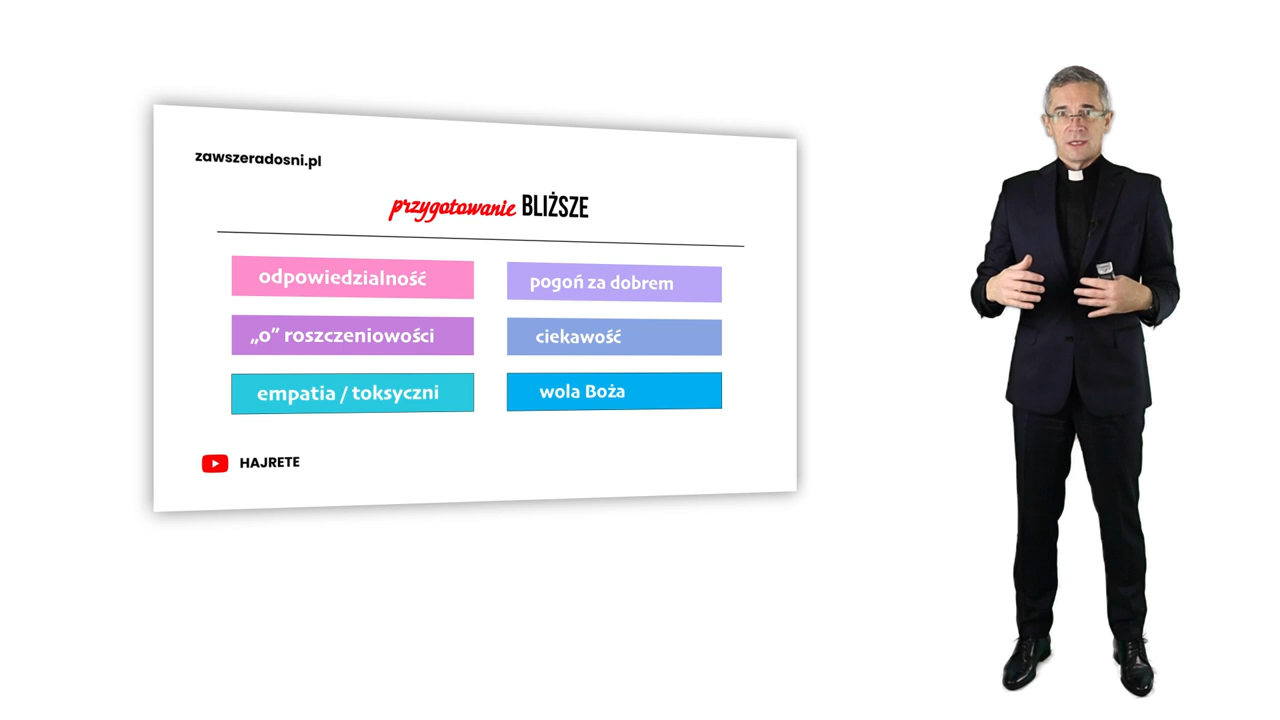 zawszeradosni.pl
przygotowanie BLIŻSZE
odpowiedzialność
pogoń za dobrem
„o” roszczeniowości
ciekawość
empatia / toksyczni
wola Boża
HAJRETE